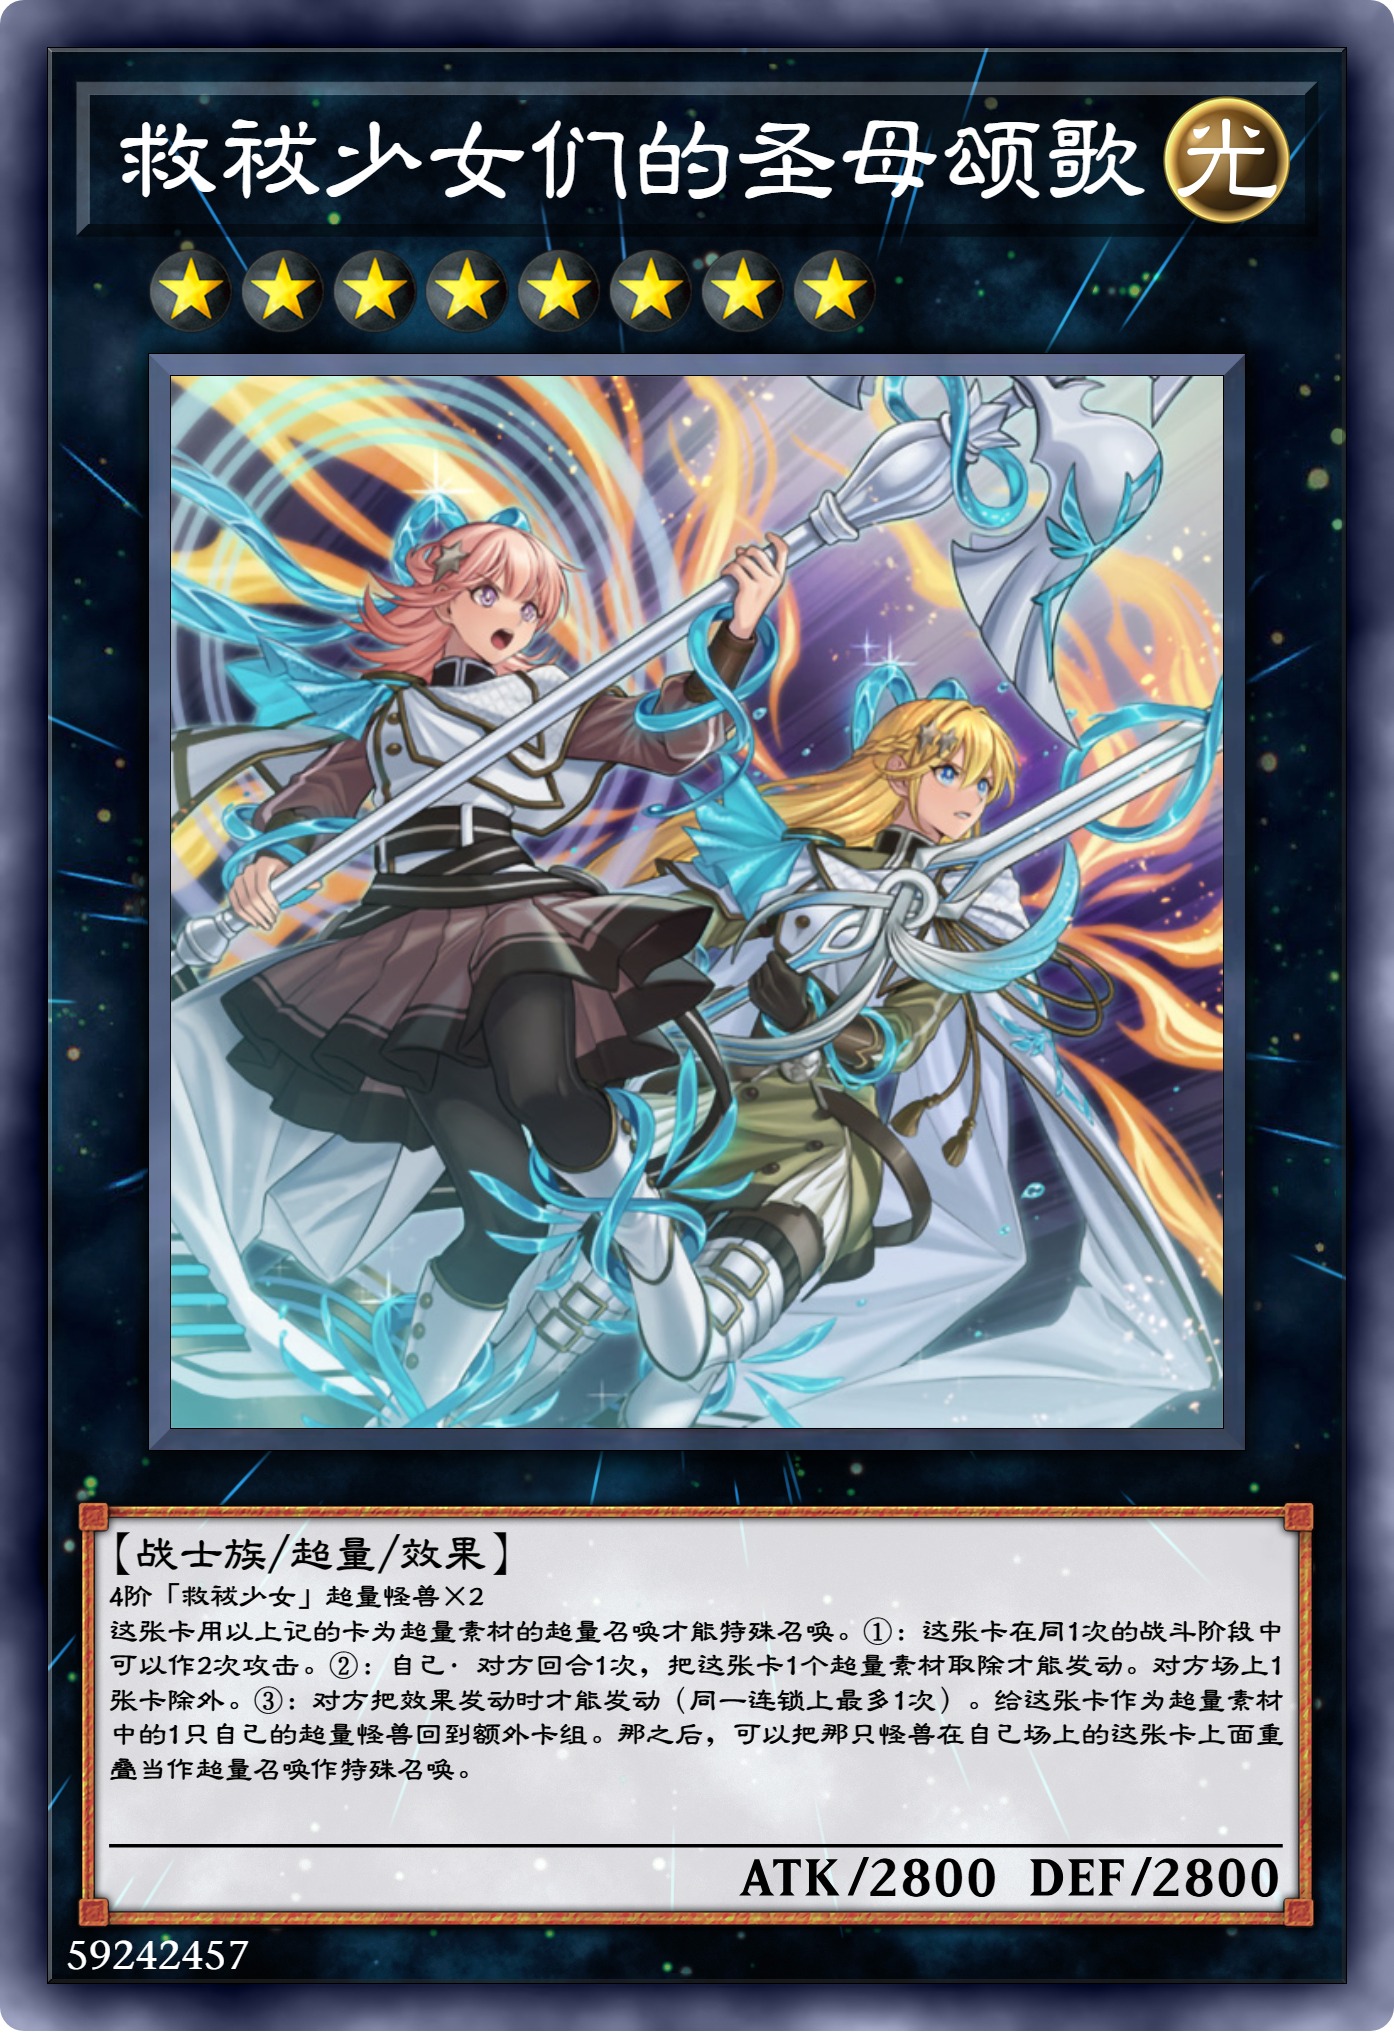 救祓少女们的圣母颂歌 光
【战士族/超量/效果】
4阶「救祓少女」超量怪兽×2
这张卡用以上记的卡为超量素材的超量召唤才能特殊召唤。①：这张卡在同1次的战斗阶段中
可以作2次攻击。②：自己·对方回合1次，把这张卡1个超量素材取除才能发动。对方场上1
张卡除外。③：对方把效果发动时才能发动（同一连锁上最多1次）。给这张卡作为超量素材
中的1只自己的超量怪兽回到额外卡组。那之后，可以把那只怪兽在自己场上的这张卡上面重
叠当作超量召唤作特殊召唤。
ATK/2800 DEF/2800
59242457